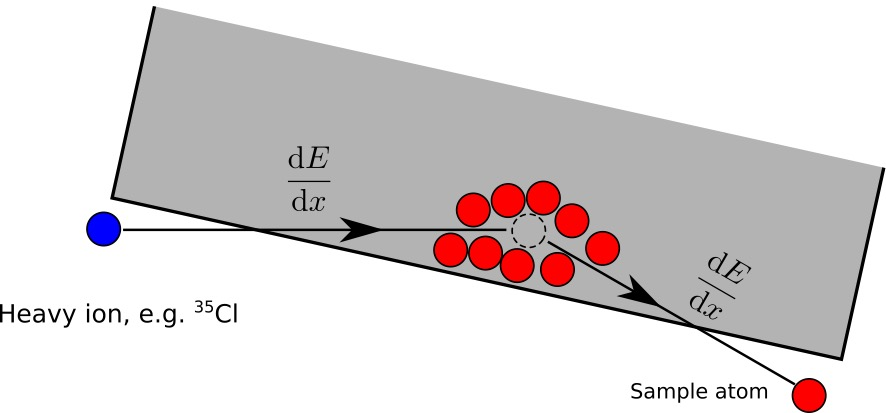 dE
dx
dE
dx
Heavy ion, e.g. ³⁵Cl
Sample atom